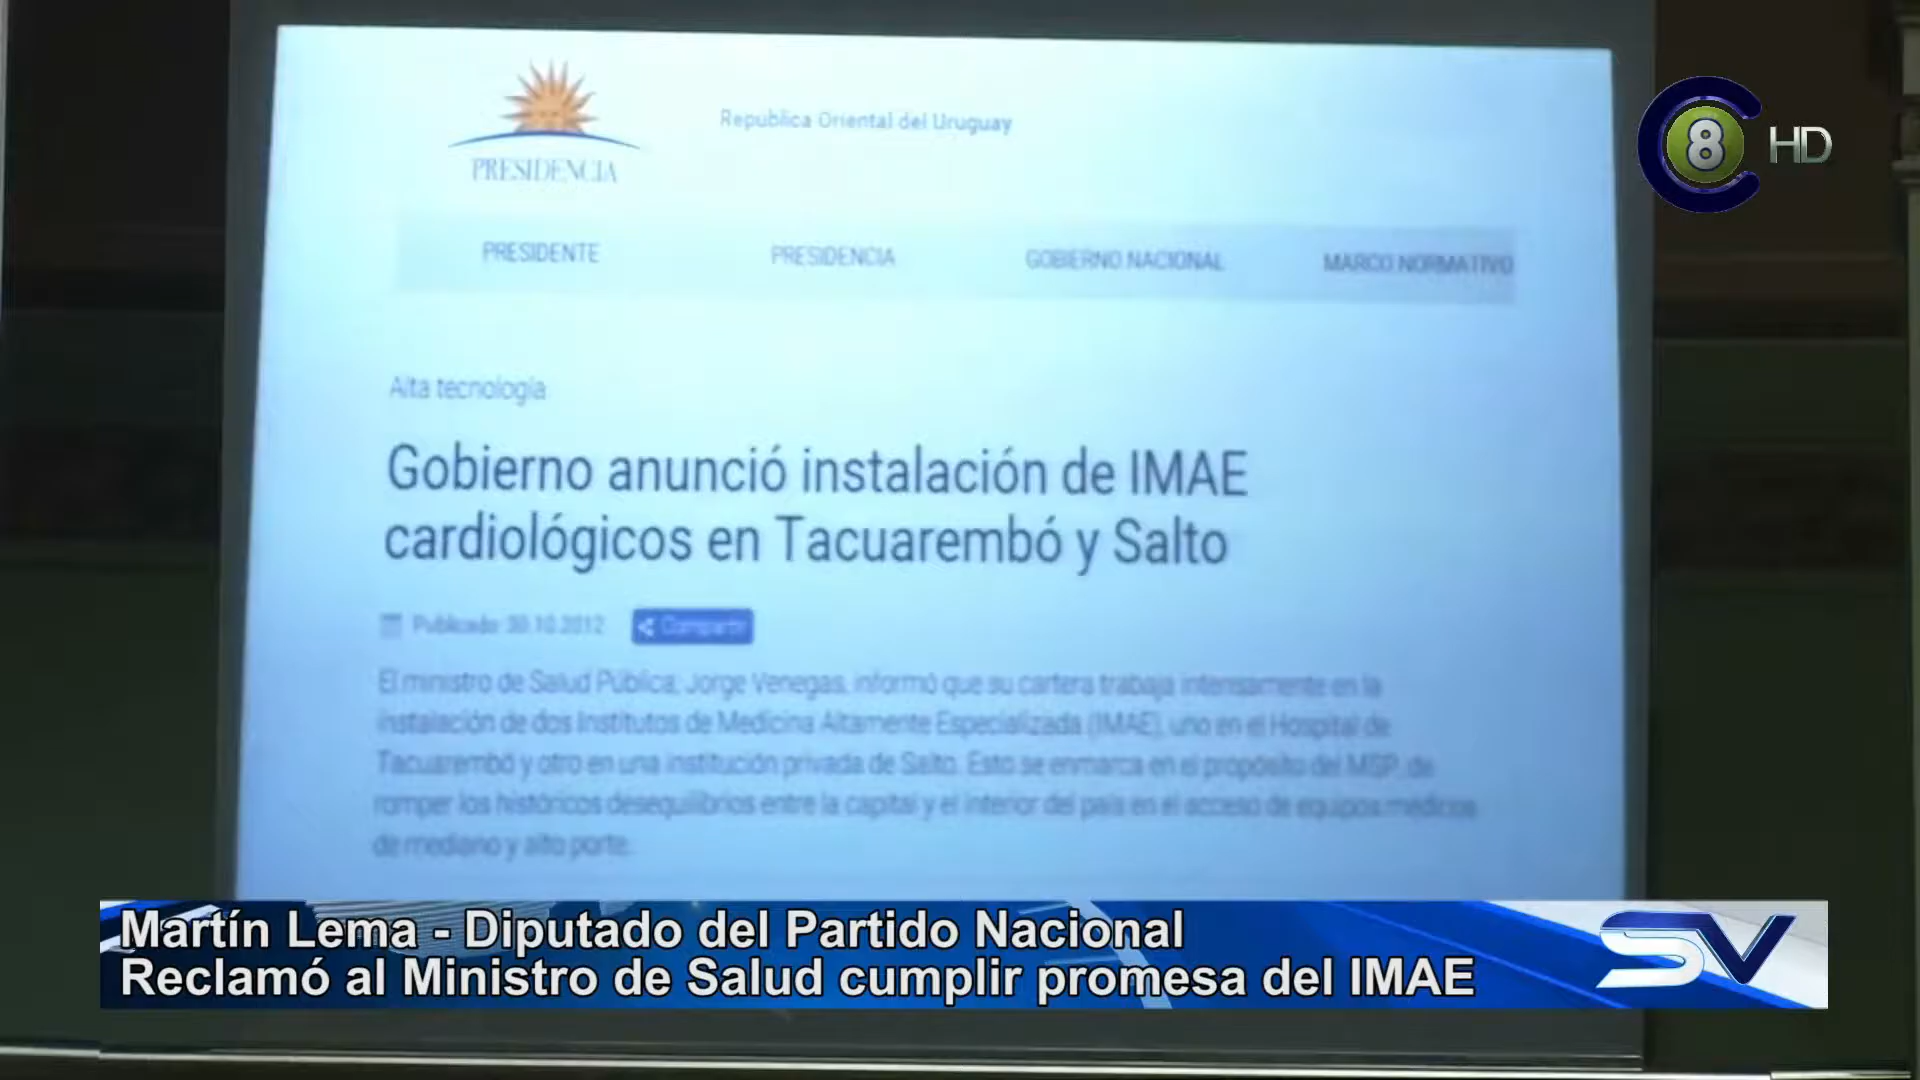 PRESIDENCIA
República Oriental del Uruguay
8 HD
PRESIDENTE PRESIDENCIA GOBIERNO NACIONAL MARCO NORMATIVO
Alta tecnología
Gobierno anunció instalación de IMAE
cardiológicos en Tacuarembó y Salto
Publicado: 30.10.2012 Compartir
El ministro de Salud Pública, Jorge Venegas, informó que su cartera trabaja intensamente en la
instalación de dos Institutos de Medicina Altamente Especializada (IMAE), uno en el Hospital de
Tacuarembó y otro en una institución privada de Salto. Esto se enmarca en el propósito del MSP, de
romper los históricos desequilibrios entre la capital y el interior del país en el acceso de equipos médicos
de mediano y alto porte.
Martín Lema - Diputado del Partido Nacional
Reclamó al Ministro de Salud cumplir promesa del IMAE
SV